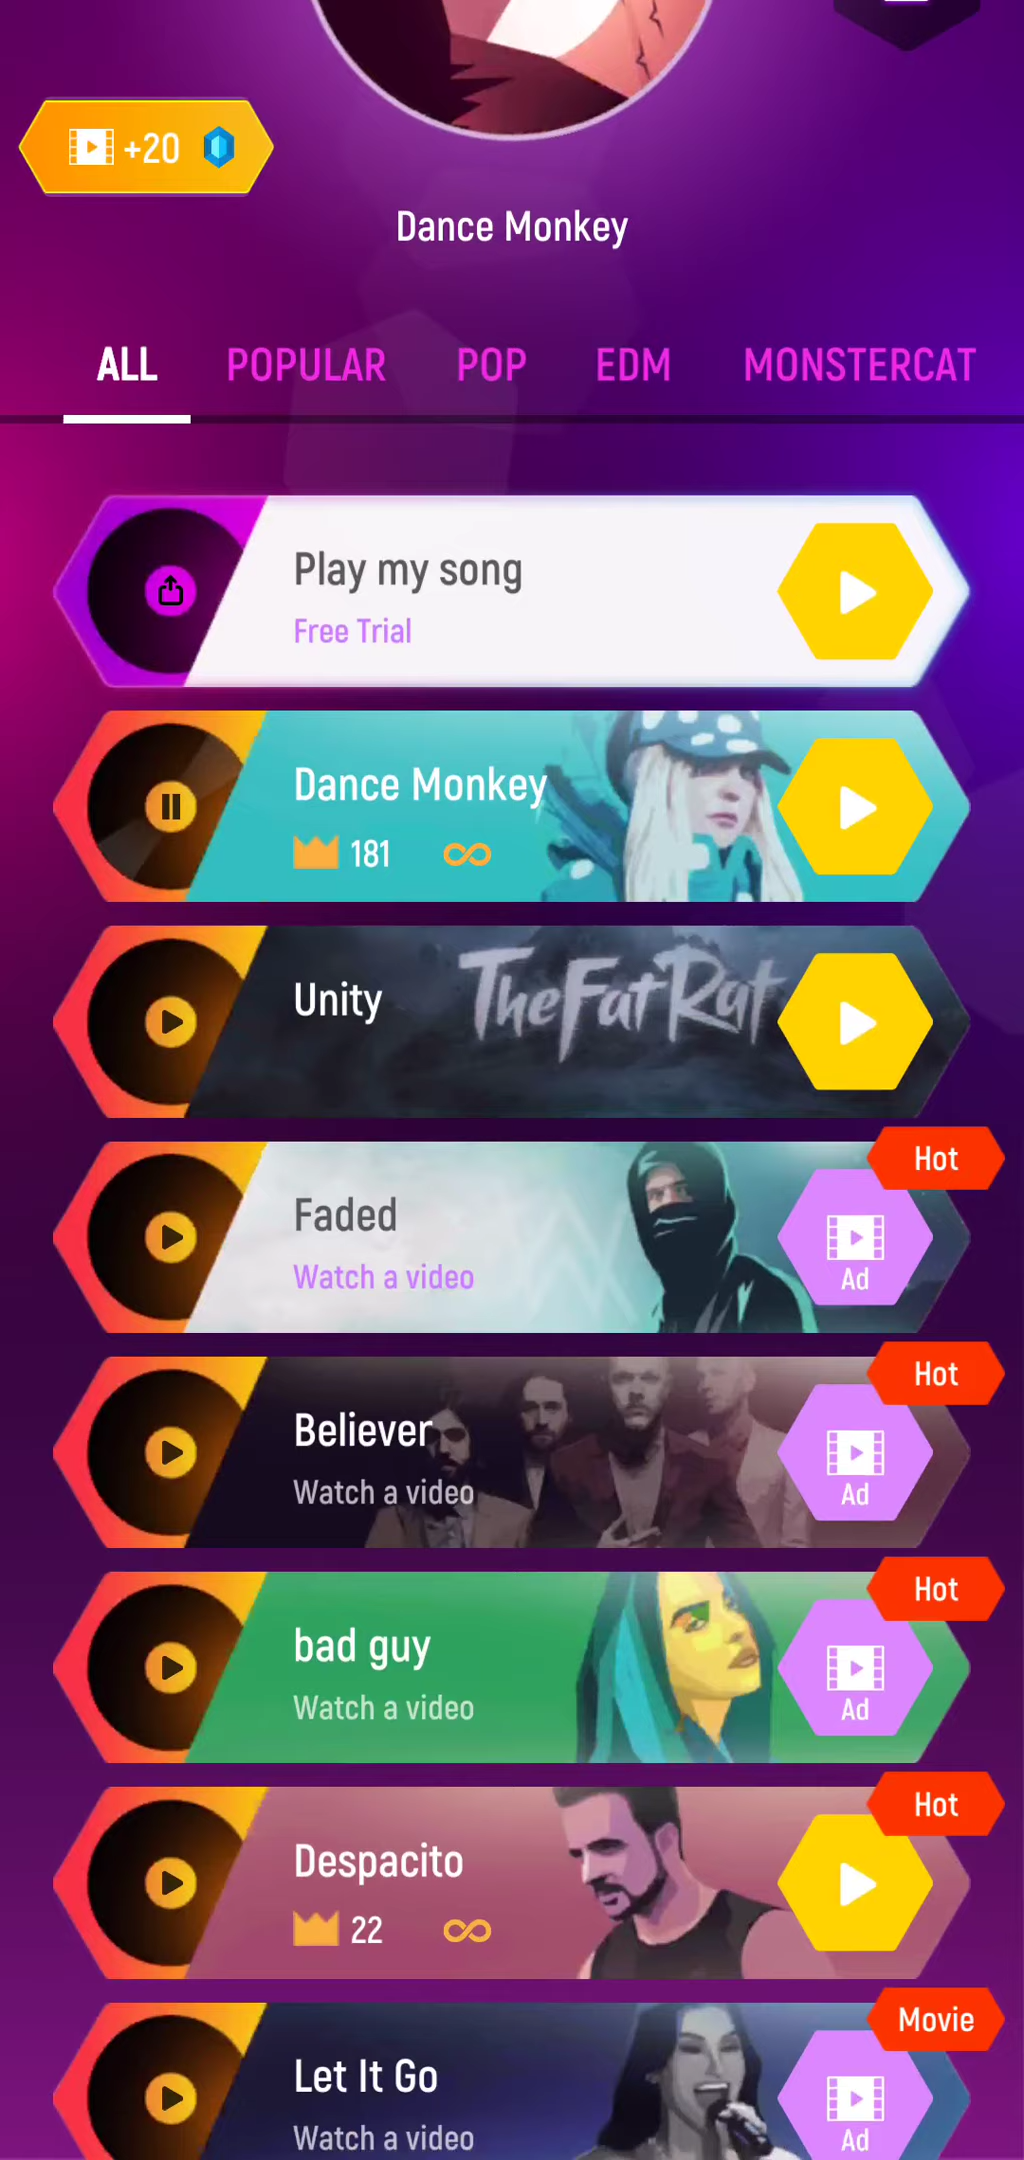 +20
Dance Monkey
ALL POPULAR POP EDM MONSTERCAT
Play my song
Free Trial
Dance Monkey
181
Unity
TheFatRat
Hot
Faded
Watch a video
Ad
Hot
Believer
Watch a video
Ad
Hot
bad guy
Watch a video
Ad
Hot
Despacito
22
Movie
Let It Go
Watch a video
Ad